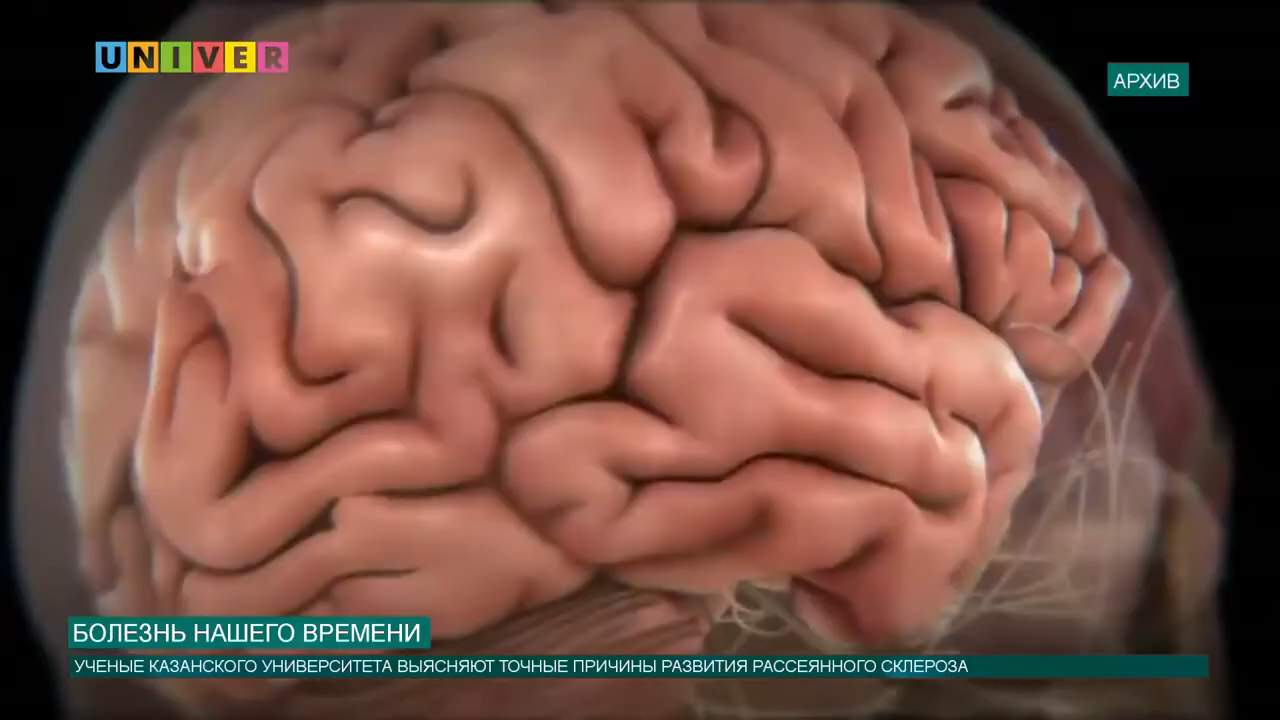 UNIVER
АРХИВ
БОЛЕЗНЬ НАШЕГО ВРЕМЕНИ
УЧЕНЫЕ КАЗАНСКОГО УНИВЕРСИТЕТА ВЫЯСНЯЮТ ТОЧНЫЕ ПРИЧИНЫ РАЗВИТИЯ РАССЕЯННОГО СКЛЕРОЗА